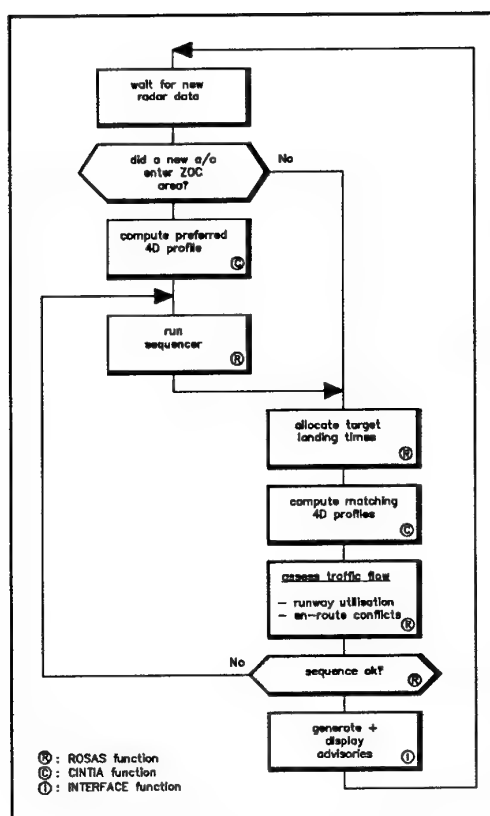 wait for new
radar data
did a new a/c
enter ZOC
area?
No
compute preferred
4D profile
Ⓒ
run
sequencer
Ⓡ
allocate target
landing times
Ⓡ
compute matching
4D profiles
Ⓒ
assess traffic flow
– runway utilisation
– en–route conflicts
Ⓡ
No
sequence ok?
Ⓡ
generate +
display
advisories
Ⓘ
Ⓡ : ROSAS function
Ⓒ : CINTIA function
Ⓘ : INTERFACE function